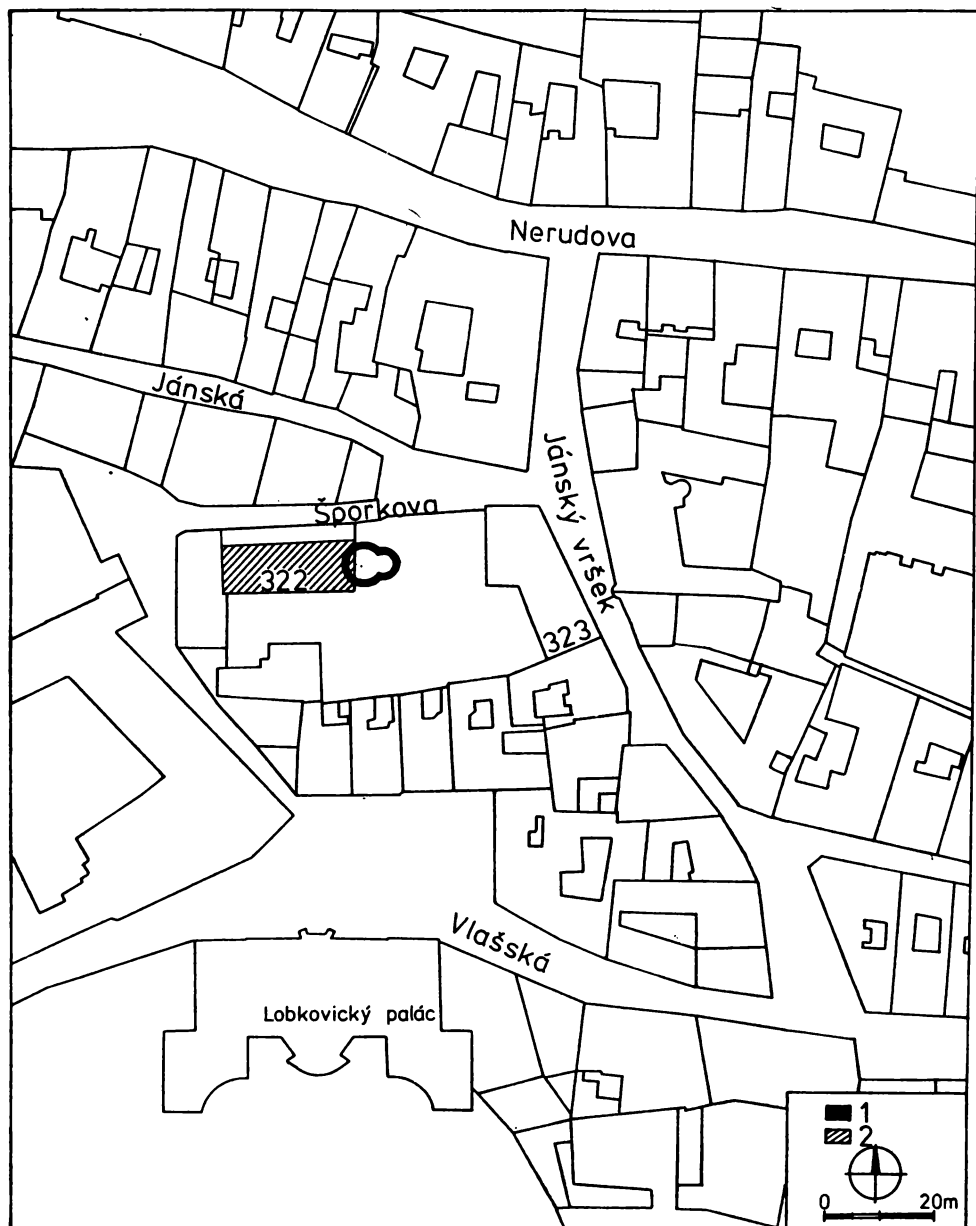 Nerudova
Jánská
Jánský vršek
Šporkova
322
323
Vlašská
Lobkovický palác
1
2
0 20m